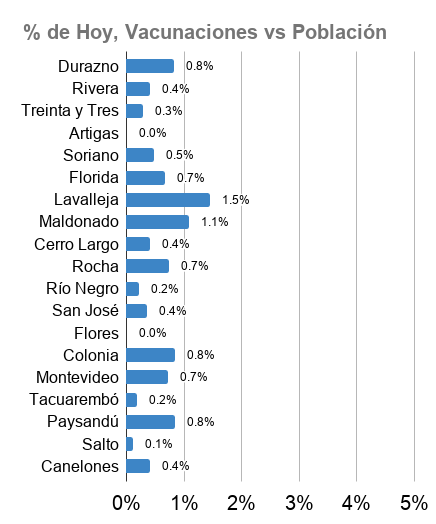 % de Hoy, Vacunaciones vs Población
Durazno 0.8%
Rivera 0.4%
Treinta y Tres 0.3%
Artigas 0.0%
Soriano 0.5%
Florida 0.7%
Lavalleja 1.5%
Maldonado 1.1%
Cerro Largo 0.4%
Rocha 0.7%
Río Negro 0.2%
San José 0.4%
Flores 0.0%
Colonia 0.8%
Montevideo 0.7%
Tacuarembó 0.2%
Paysandú 0.8%
Salto 0.1%
Canelones 0.4%
0% 1% 2% 3% 4% 5%